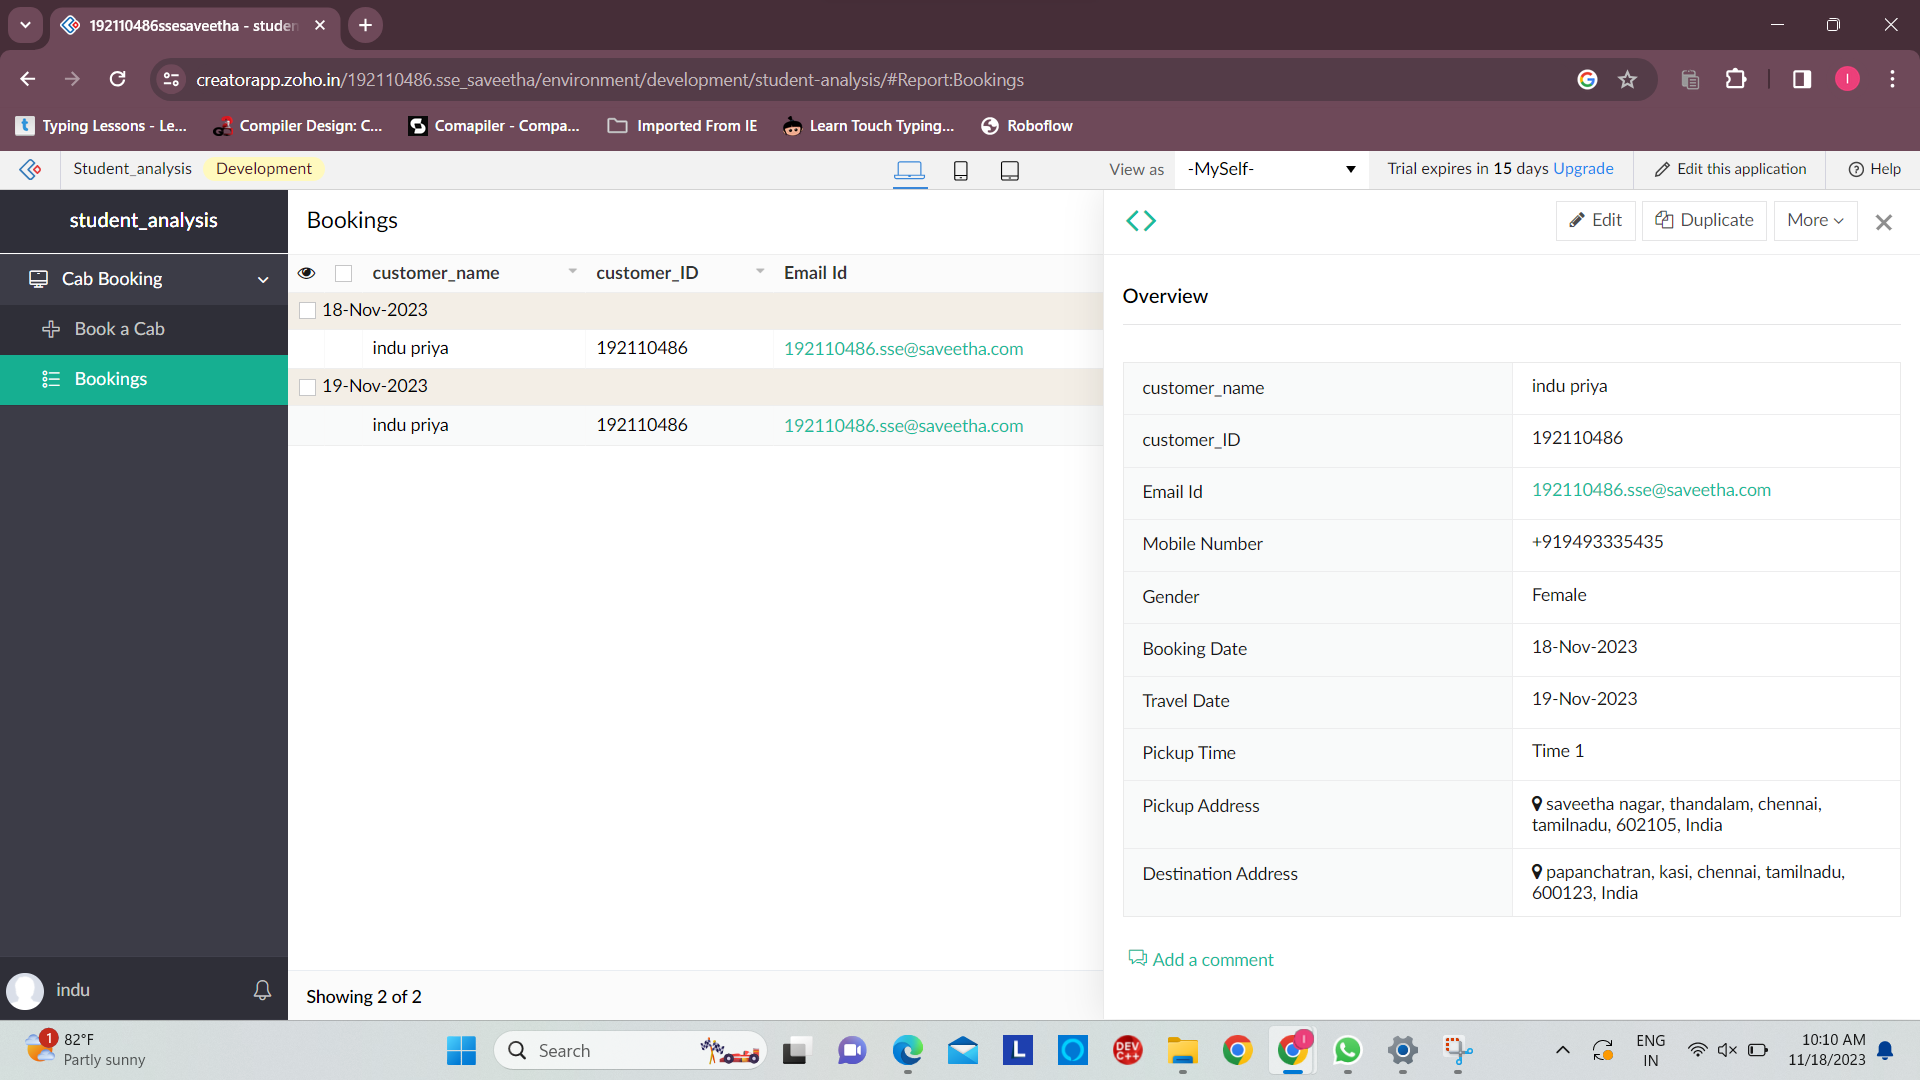 192110486ssesaveetha - studen
creatorapp.zoho.in/192110486.sse_saveetha/environment/development/student-analysis/#Report:Bookings
I
t Typing Lessons - Le...
Compiler Design: C...
Comapiler - Compa...
Imported From IE
Learn Touch Typing...
Roboflow
Student_analysis Development
View as -MySelf-
Trial expires in 15 days Upgrade
Edit this application
Help
student_analysis
Cab Booking
Book a Cab
Bookings
indu
Bookings
customer_name customer_ID Email Id
18-Nov-2023
indu priya 192110486 192110486.sse@saveetha.com
19-Nov-2023
indu priya 192110486 192110486.sse@saveetha.com
Showing 2 of 2
Edit Duplicate More
Overview
customer_name indu priya
customer_ID 192110486
Email Id 192110486.sse@saveetha.com
Mobile Number +919493335435
Gender Female
Booking Date 18-Nov-2023
Travel Date 19-Nov-2023
Pickup Time Time 1
Pickup Address saveetha nagar, thandalam, chennai,
tamilnadu, 602105, India
Destination Address papanchatran, kasi, chennai, tamilnadu,
600123, India
Add a comment
1
82°F
Partly sunny
Search
L
DEV
C++
I
ENG
IN
10:10 AM
11/18/2023